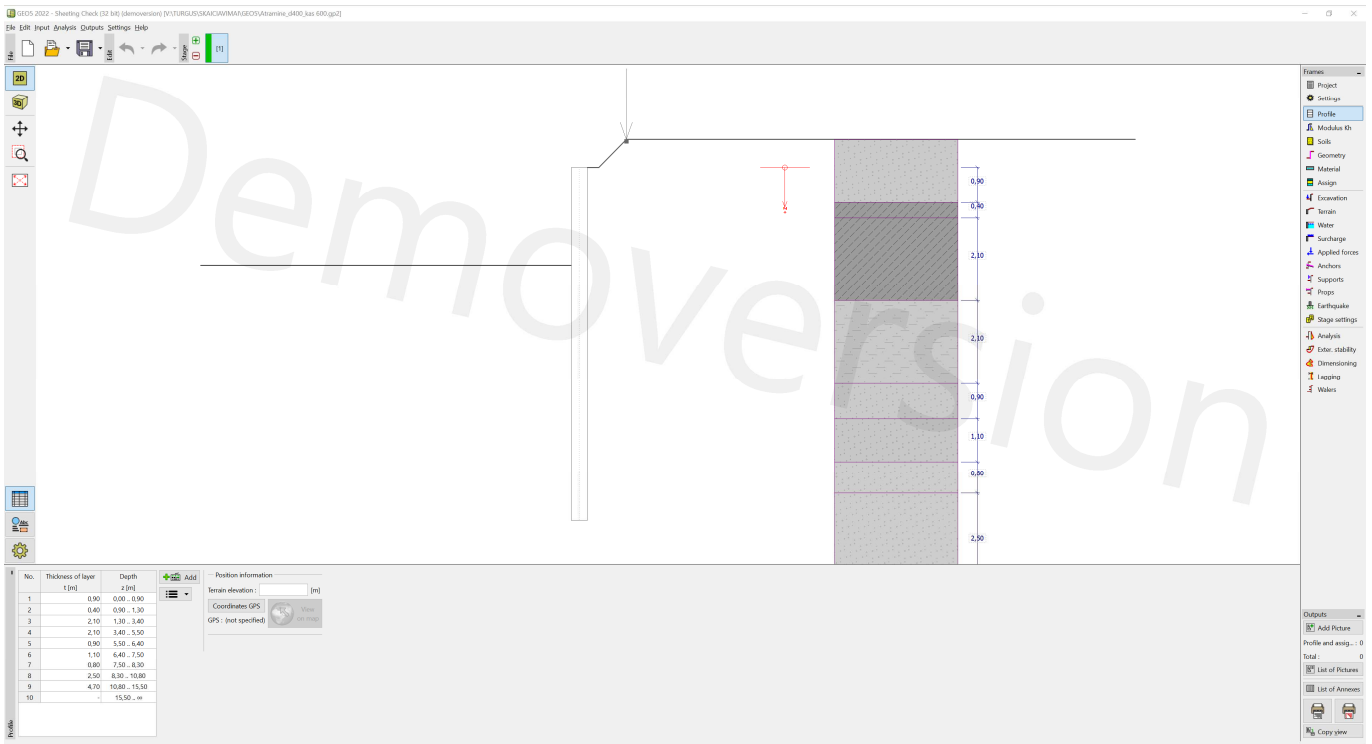 GEO5 2022 - Sheeting Check (32 bit) (demoversion) [V:\TURGUS\SKAICIAVIMAI\GEO5\Atramine_d400_kas 600.gp2]
File Edit Input Analysis Outputs Settings Help
File
Edit
Stage
[1]
2D
3D
Demoversion
+z
0,90
0,40
2,10
2,10
0,90
1,10
0,80
2,50
Frames
Project
Settings
Profile
Modulus Kh
Soils
Geometry
Material
Assign
Excavation
Terrain
Water
Surcharge
Applied forces
Anchors
Supports
Props
Earthquake
Stage settings
Analysis
Exter. stability
Dimensioning
Lagging
Walers
Outputs
Add Picture
Profile and assig... : 0
Total : 0
List of Pictures
List of Annexes
Copy view
Abc
Profile
No. Thickness of layer Depth
t [m] z [m]
1 0,90 0,00 .. 0,90
2 0,40 0,90 .. 1,30
3 2,10 1,30 .. 3,40
4 2,10 3,40 .. 5,50
5 0,90 5,50 .. 6,40
6 1,10 6,40 .. 7,50
7 0,80 7,50 .. 8,30
8 2,50 8,30 .. 10,80
9 4,70 10,80 .. 15,50
10 - 15,50 .. ∞
Add
Position information
Terrain elevation : [m]
Coordinates GPS
GPS : (not specified)
View
on map